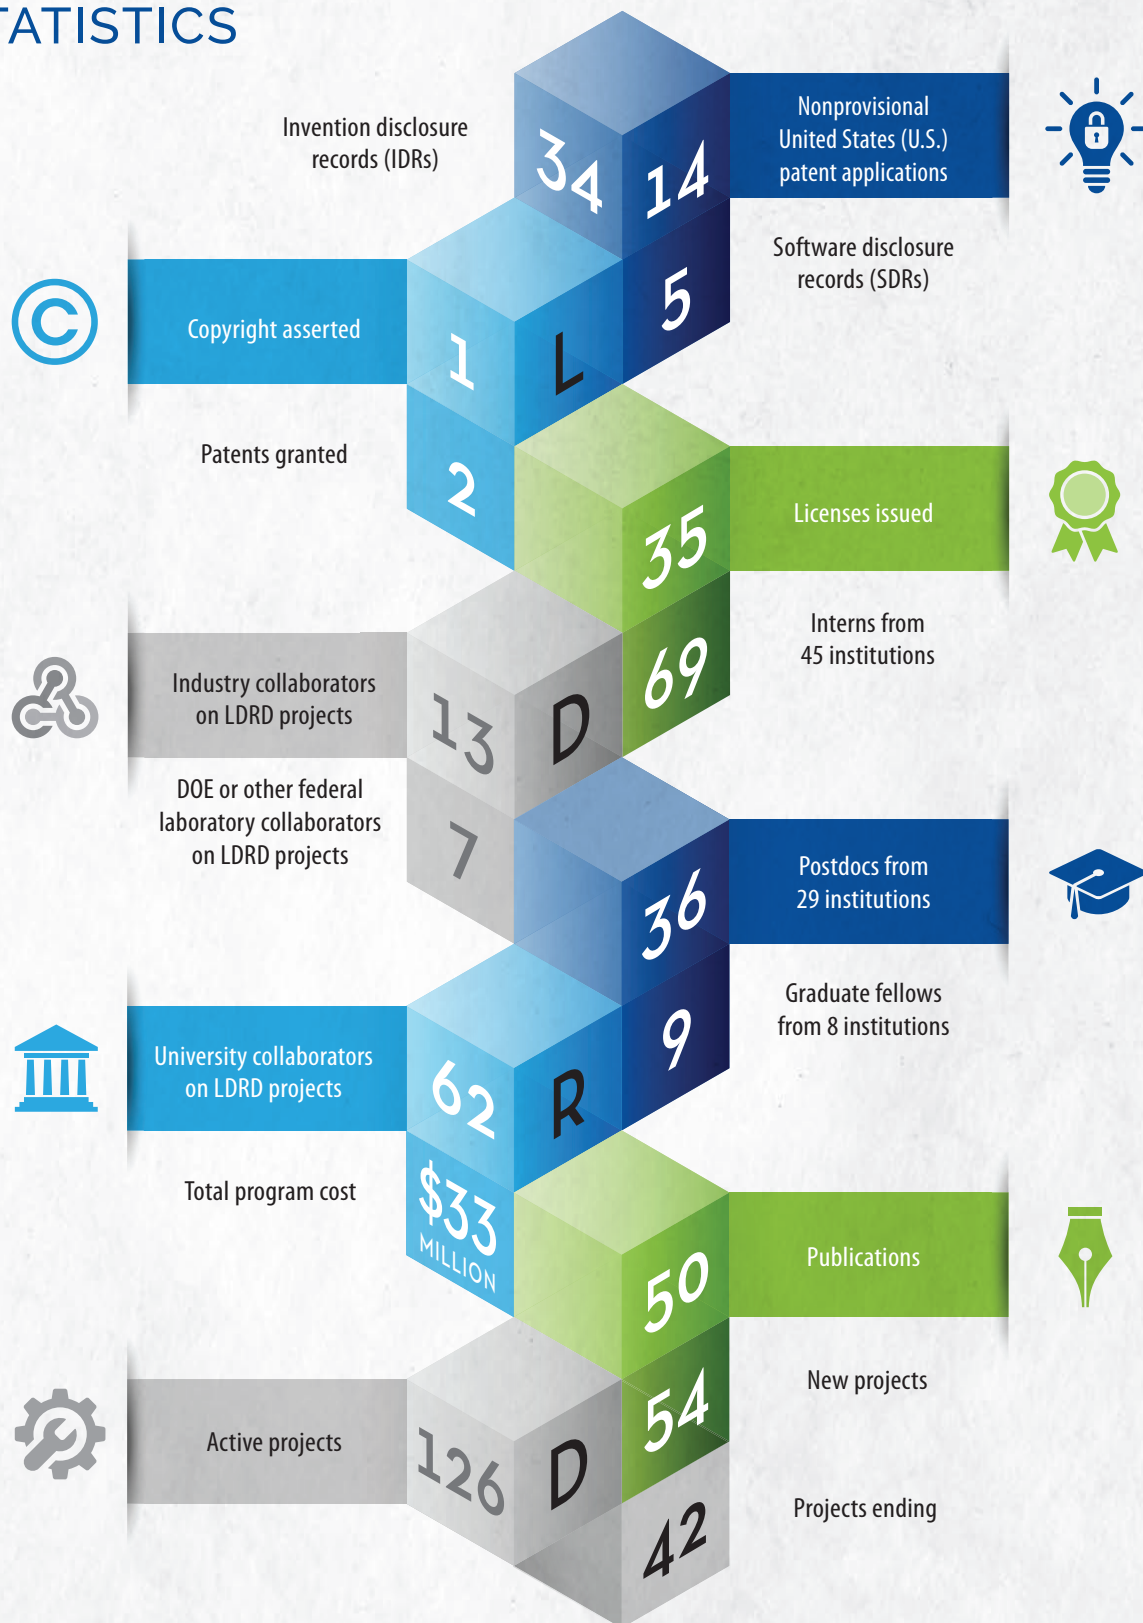 TATISTICS
Invention disclosure
records (IDRs)
34
14
Nonprovisional
United States (U.S.)
patent applications
Software disclosure
records (SDRs)
5
©
Copyright asserted
1
L
Patents granted
2
35
Licenses issued
Interns from
45 institutions
69
Industry collaborators
on LDRD projects
13
D
DOE or other federal
laboratory collaborators
on LDRD projects
7
36
Postdocs from
29 institutions
Graduate fellows
from 8 institutions
9
University collaborators
on LDRD projects
62
R
Total program cost
$33
MILLION
50
Publications
New projects
54
Active projects
126
D
Projects ending
42